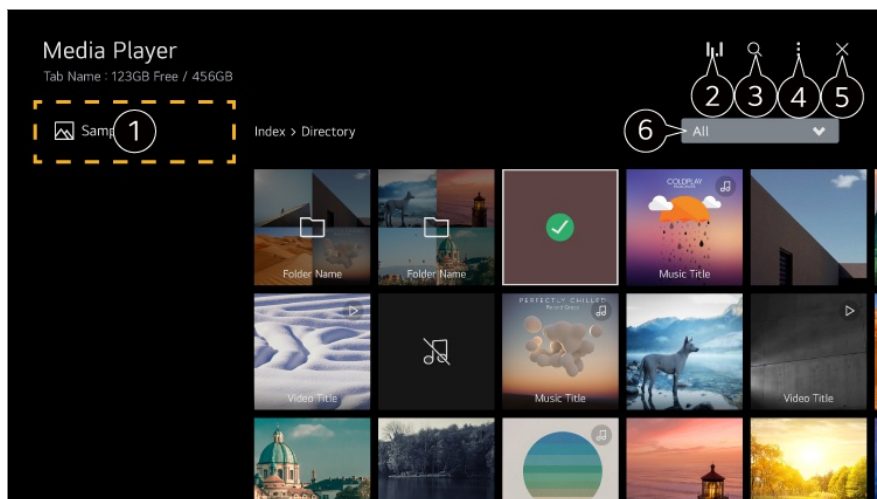 Media Player
Tab Name : 123GB Free / 456GB
2
3
4
5
1
Index > Directory
6
All
Folder Name
Folder Name
COLDPLAY
Music Title
Video Title
PERFECTLY CHILLED
Music Title
Video Title